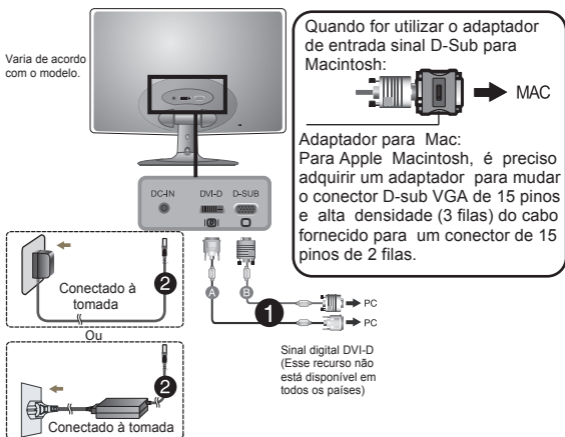 Varia de acordo
com o modelo.
Quando for utilizar o adaptador
de entrada sinal D-Sub para
Macintosh:
MAC
Adaptador para Mac:
Para Apple Macintosh, é preciso
adquirir um adaptador para mudar
o conector D-sub VGA de 15 pinos
e alta densidade (3 filas) do cabo
fornecido para um conector de 15
pinos de 2 filas.
DC-IN DVI-D D-SUB
Conectado à
tomada
2
Ou
2
Conectado à tomada
A B
1
PC
PC
Sinal digital DVI-D
(Esse recurso não
está disponível em
todos os países)